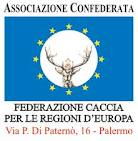 ASSOCIAZIONE CONFEDERATA
FEDERAZIONE CACCIA
PER LE REGIONI D'EUROPA
Via P. Di Paternò, 16 - Palermo